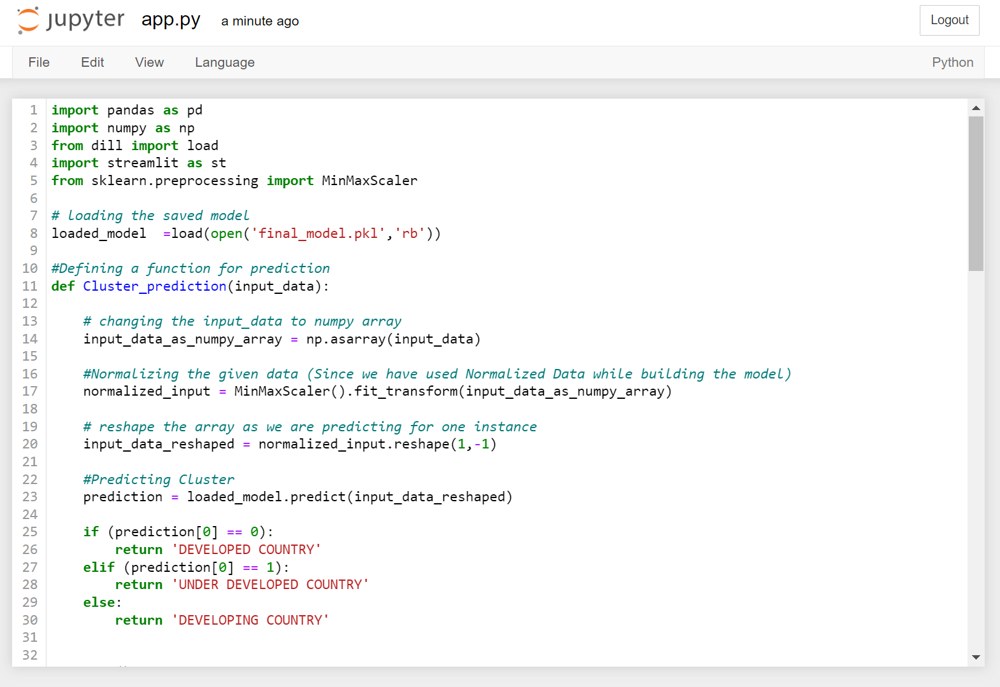 jupyter app.py a minute ago Logout
File Edit View Language Python
1 import pandas as pd
2 import numpy as np
3 from dill import load
4 import streamlit as st
5 from sklearn.preprocessing import MinMaxScaler
6
7 # loading the saved model
8 loaded_model  =load(open('final_model.pkl','rb'))
9
10 #Defining a function for prediction
11 def Cluster_prediction(input_data):
12
13     # changing the input_data to numpy array
14     input_data_as_numpy_array = np.asarray(input_data)
15
16     #Normalizing the given data (Since we have used Normalized Data while building the model)
17     normalized_input = MinMaxScaler().fit_transform(input_data_as_numpy_array)
18
19     # reshape the array as we are predicting for one instance
20     input_data_reshaped = normalized_input.reshape(1,-1)
21
22     #Predicting Cluster
23     prediction = loaded_model.predict(input_data_reshaped)
24
25     if (prediction[0] == 0):
26         return 'DEVELOPED COUNTRY'
27     elif (prediction[0] == 1):
28         return 'UNDER DEVELOPED COUNTRY'
29     else:
30         return 'DEVELOPING COUNTRY'
31
32